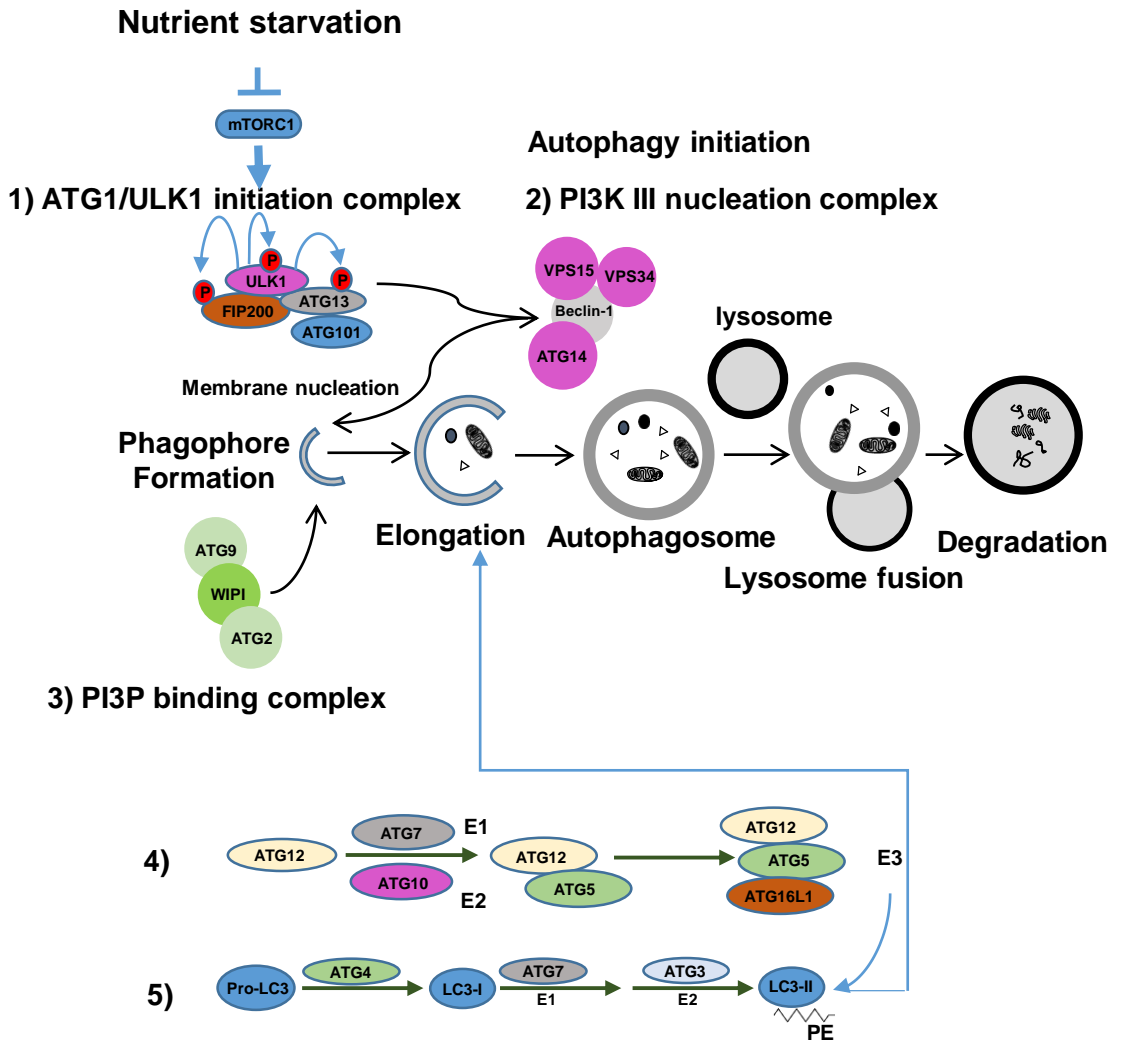 Nutrient starvation
mTORC1
Autophagy initiation
1) ATG1/ULK1 initiation complex
2) PI3K III nucleation complex
P
P
P
ULK1
ATG13
FIP200
ATG101
VPS15
VPS34
Beclin-1
ATG14
lysosome
Membrane nucleation
Phagophore
Formation
Elongation
Autophagosome
Lysosome fusion
Degradation
ATG9
WIPI
ATG2
3) PI3P binding complex
4)
ATG12
ATG7
E1
ATG10
E2
ATG12
ATG5
ATG12
ATG5
ATG16L1
E3
5)
Pro-LC3
ATG4
LC3-I
ATG7
E1
ATG3
E2
LC3-II
PE